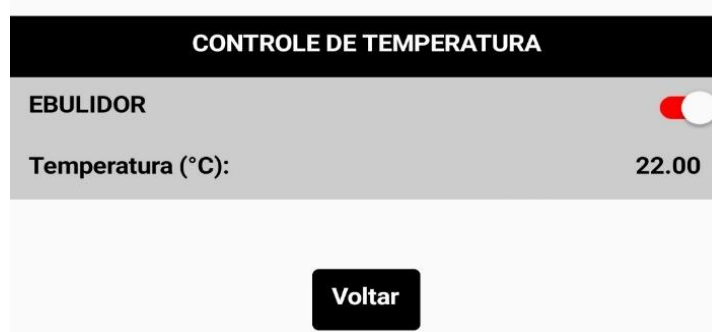 CONTROLE DE TEMPERATURA
EBULIDOR
Temperatura (°C): 22.00
Voltar